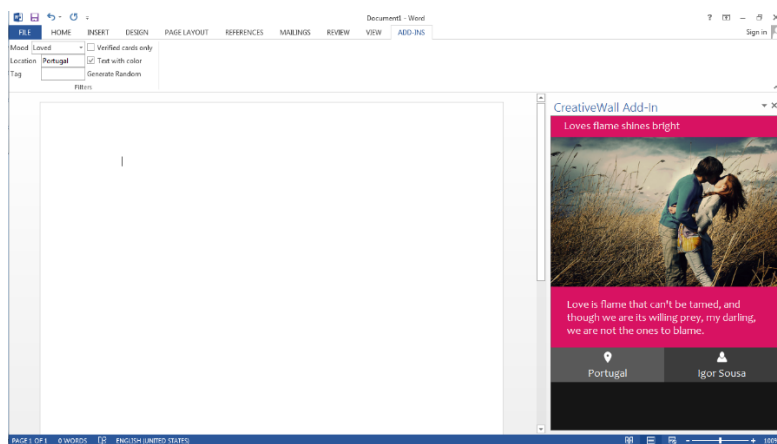 Document1 - Word
Sign in
FILE HOME INSERT DESIGN PAGE LAYOUT REFERENCES MAILINGS REVIEW VIEW ADD-INS
Mood Loved Verified cards only
Location Portugal Text with color
Tag Generate Random
Filters
CreativeWall Add-In
Loves flame shines bright
Love is flame that can't be tamed, and
though we are its willing prey, my darling,
we are not the ones to blame.
Portugal Igor Sousa
PAGE 1 OF 1 0 WORDS ENGLISH (UNITED STATES) 100%